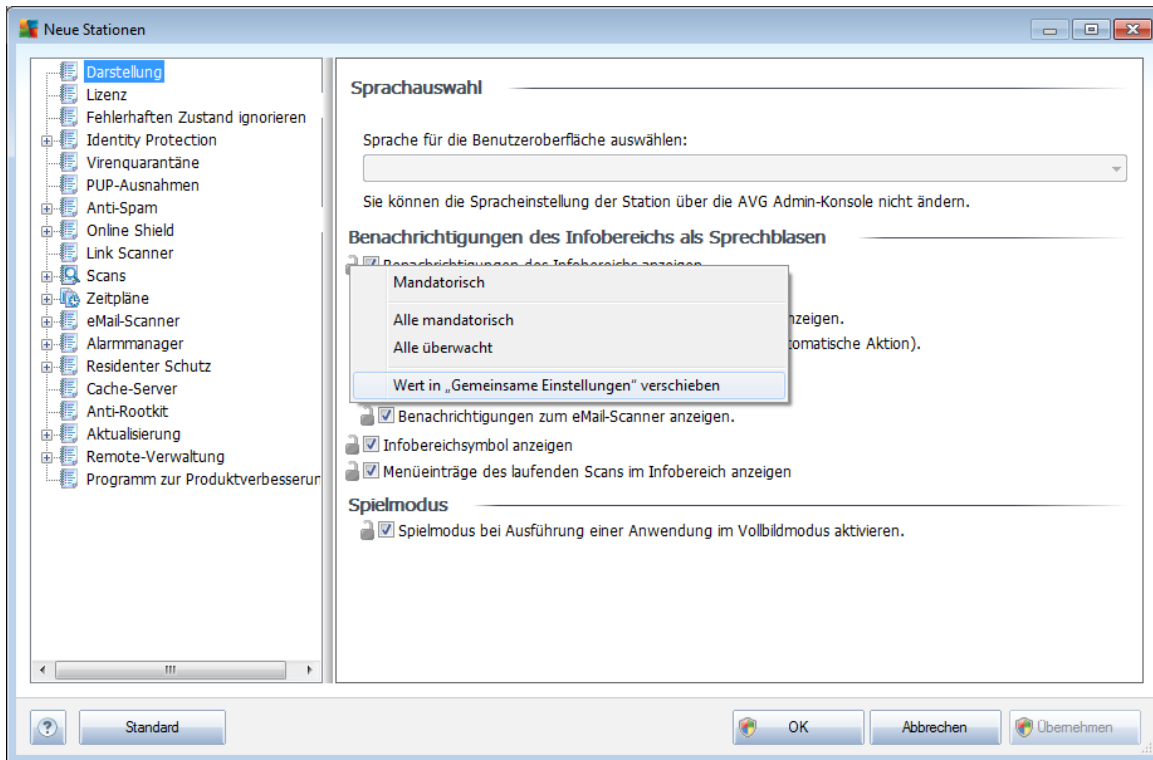 Neue Stationen
Darstellung
Lizenz
Fehlerhaften Zustand ignorieren
Identity Protection
Virenquarantäne
PUP-Ausnahmen
Anti-Spam
Online Shield
Link Scanner
Scans
Zeitpläne
eMail-Scanner
Alarmmanager
Residenter Schutz
Cache-Server
Anti-Rootkit
Aktualisierung
Remote-Verwaltung
Programm zur Produktverbesserun
Sprachauswahl
Sprache für die Benutzeroberfläche auswählen:
Sie können die Spracheinstellung der Station über die AVG Admin-Konsole nicht ändern.
Benachrichtigungen des Infobereichs als Sprechblasen
Benachrichtigungen des Infobereichs anzeigen
Mandatorisch
Alle mandatorisch
nzeigen.
Alle überwacht
tomatische Aktion).
Wert in „Gemeinsame Einstellungen“ verschieben
Benachrichtigungen zum eMail-Scanner anzeigen.
Infobereichsymbol anzeigen
Menüeinträge des laufenden Scans im Infobereich anzeigen
Spielmodus
Spielmodus bei Ausführung einer Anwendung im Vollbildmodus aktivieren.
? Standard OK Abbrechen Übernehmen